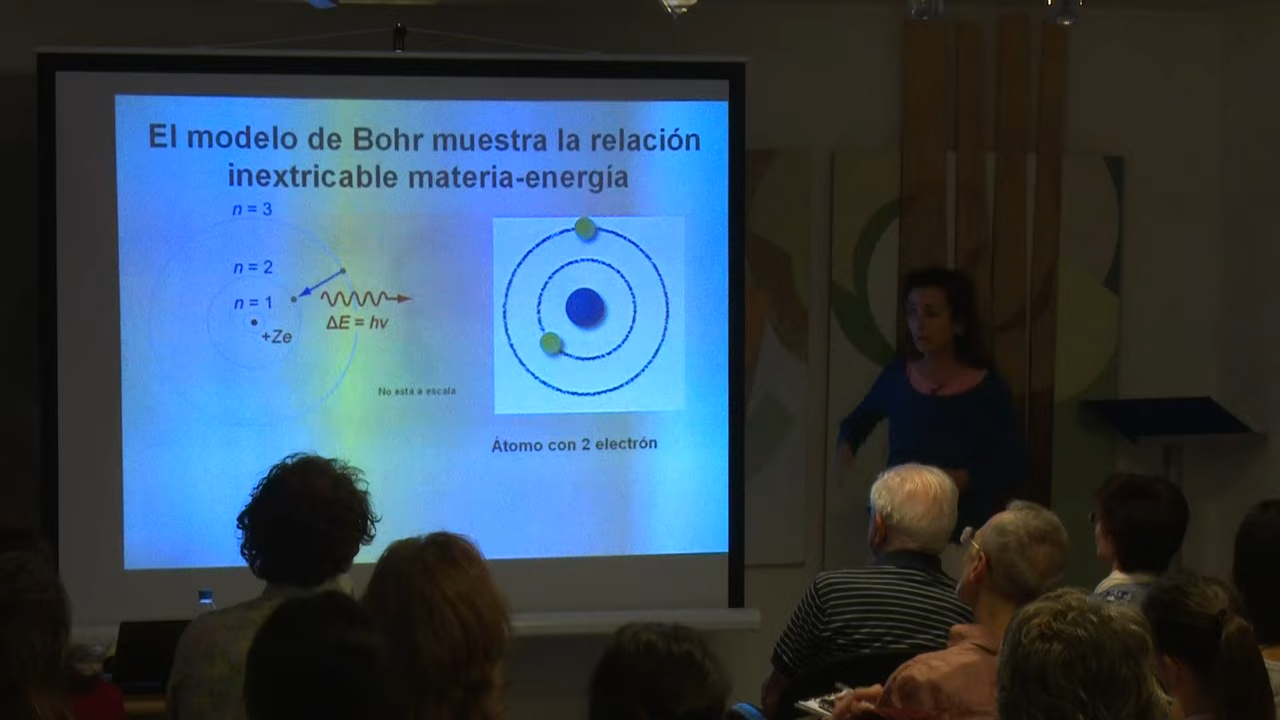 El modelo de Bohr muestra la relación
inextricable materia-energía
n = 3
n = 2
n = 1
+Ze
ΔE = hν
No está a escala
Átomo con 2 electrón